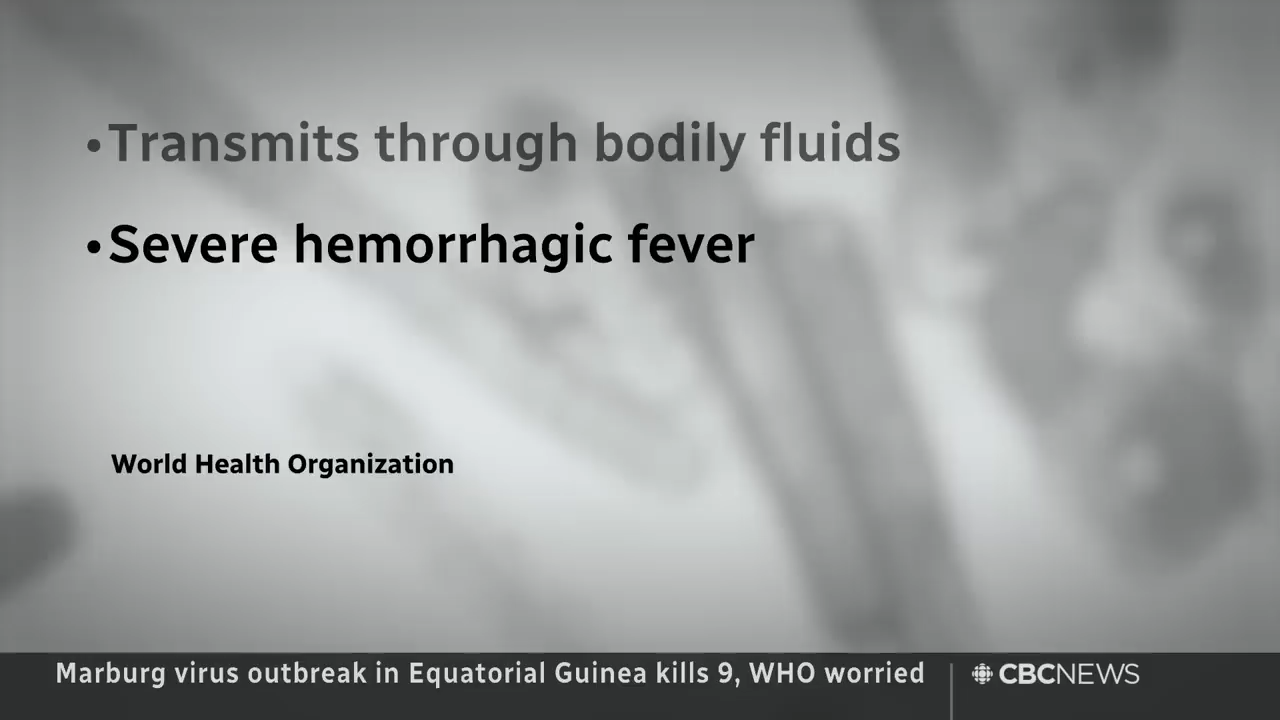 •Transmits through bodily fluids
•Severe hemorrhagic fever
World Health Organization
Marburg virus outbreak in Equatorial Guinea kills 9, WHO worried
CBCNEWS